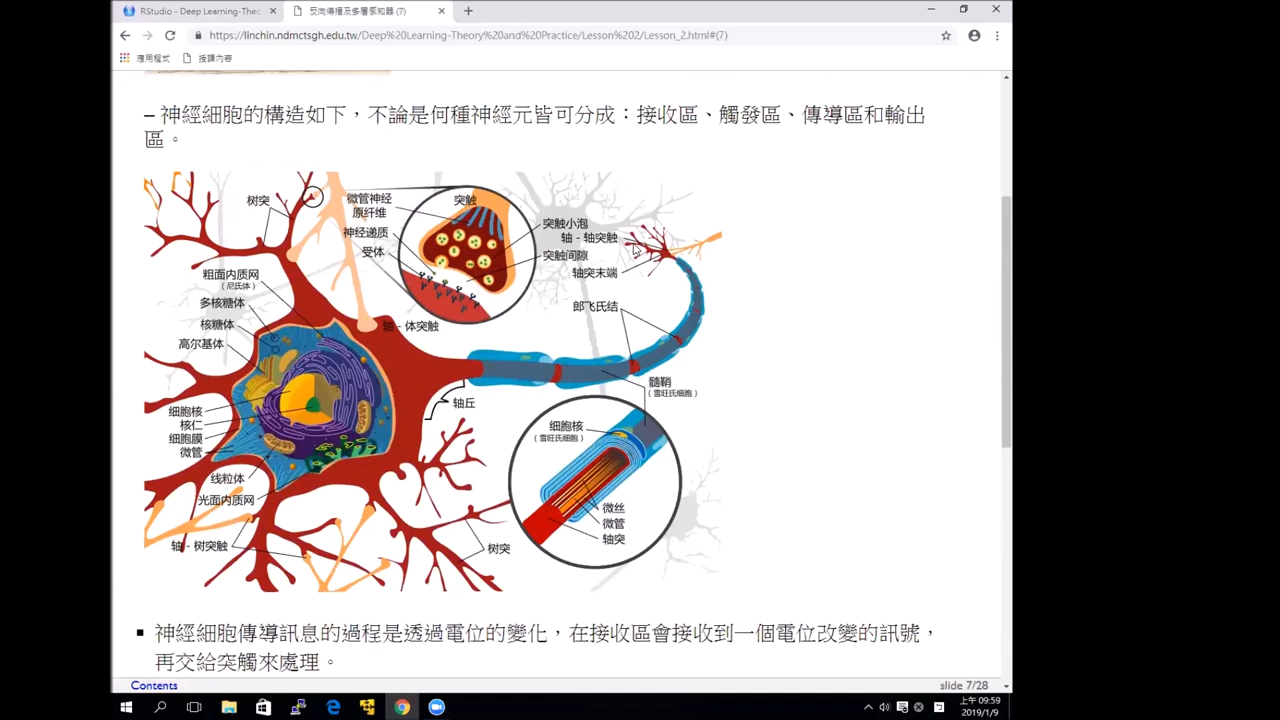 RStudio - Deep Learning-Theo
反向傳播及多層感知器 (7)
https://linchin.ndmctsgh.edu.tw/Deep%20Learning-Theory%20and%20Practice/Lesson%202/Lesson_2.html#(7)
應用程式
授課內容
– 神經細胞的構造如下，不論是何種神經元皆可分成：接收區、觸發區、傳導區和輸出
區。
树突
微管神经
原纤维
神经递质
受体
突触
突触小泡
轴 - 轴突触
突触间隙
轴突末端
粗面内质网
（尼氏体）
多核糖体
核糖体
高尔基体
轴 - 体突触
郎飞氏结
髓鞘
（雪旺氏细胞）
轴丘
细胞核
核仁
细胞膜
微管
细胞核
（雪旺氏细胞）
线粒体
光面内质网
微丝
微管
轴突
轴 - 树突触
树突
▪ 神經細胞傳導訊息的過程是透過電位的變化，在接收區會接收到一個電位改變的訊號，
再交給突觸來處理。
Contents
slide 7/28
上午 09:59
2019/1/9